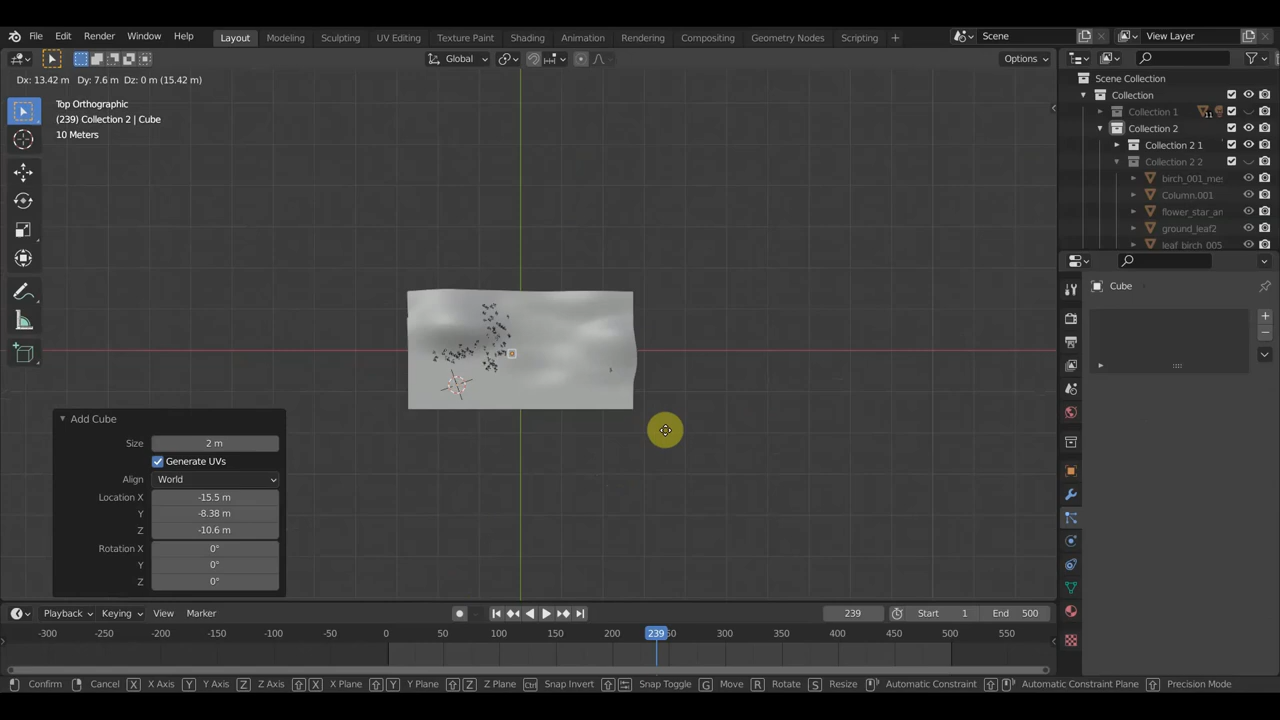 File Edit Render Window Help Layout Modeling Sculpting UV Editing Texture Paint Shading Animation Rendering Compositing Geometry Nodes Scripting + Scene View Layer
Global Options
Dx: 13.42 m Dy: 7.6 m Dz: 0 m (15.42 m)
Top Orthographic
(239) Collection 2 | Cube
10 Meters
Scene Collection
Collection
Collection 1 11
Collection 2
Collection 2 1
Collection 2 2
birch_001_me
Column.001
flower_star_an
ground_leaf2
leaf_birch_005
Cube
Add Cube
Size 2 m
Generate UVs
Align World
Location X -15.5 m
Y -8.38 m
Z -10.6 m
Rotation X 0°
Y 0°
Z 0°
Playback Keying View Marker 239 Start 1 End 500
-300 -250 -200 -150 -100 -50 0 50 100 150 200 239 50 300 350 400 450 500 550
Confirm Cancel X X Axis Y Y Axis Z Z Axis X X Plane Y Y Plane Z Z Plane Ctrl Snap Invert Snap Toggle G Move R Rotate S Resize Automatic Constraint Automatic Constraint Plane Precision Mode